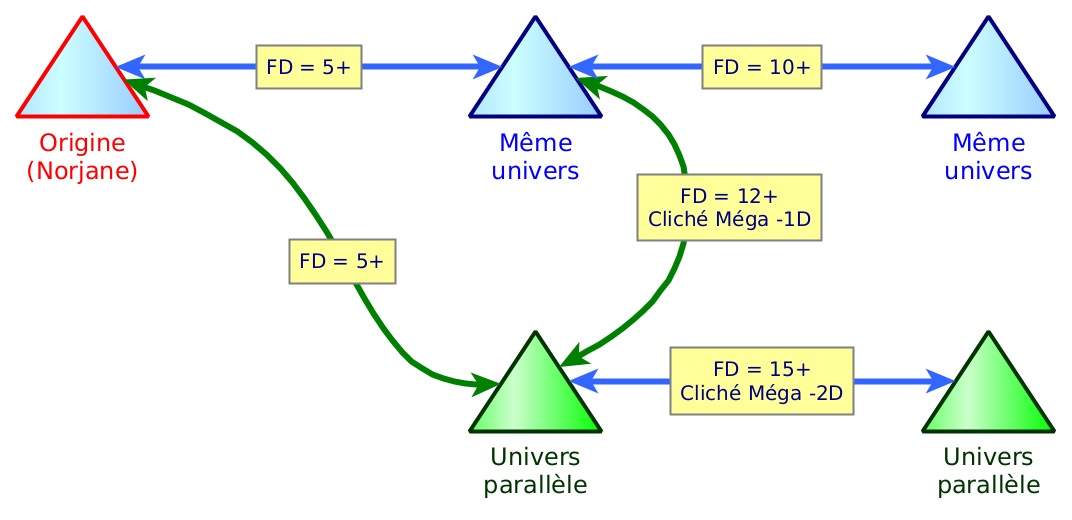 FD = 5+
FD = 10+
Origine
(Norjane)
Même
univers
Même
univers
FD = 12+
Cliché Méga -1D
FD = 5+
FD = 15+
Cliché Méga -2D
Univers
parallèle
Univers
parallèle